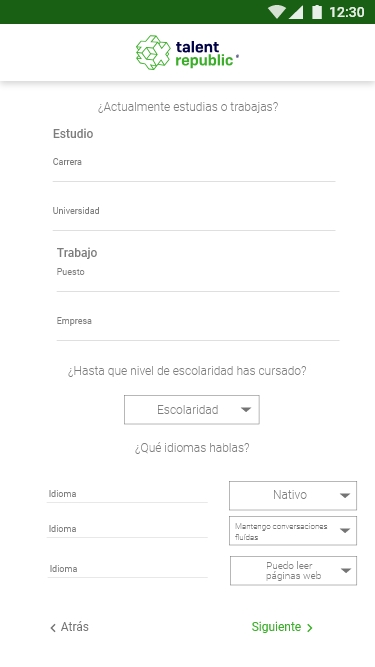 12:30
talent
republic
¿Actualmente estudias o trabajas?
Estudio
Carrera
Universidad
Trabajo
Puesto
Empresa
¿Hasta que nivel de escolaridad has cursado?
Escolaridad
¿Qué idiomas hablas?
Idioma
Nativo
Idioma
Mantengo conversaciones
fluídas
Idioma
Puedo leer
páginas web
Atrás
Siguiente